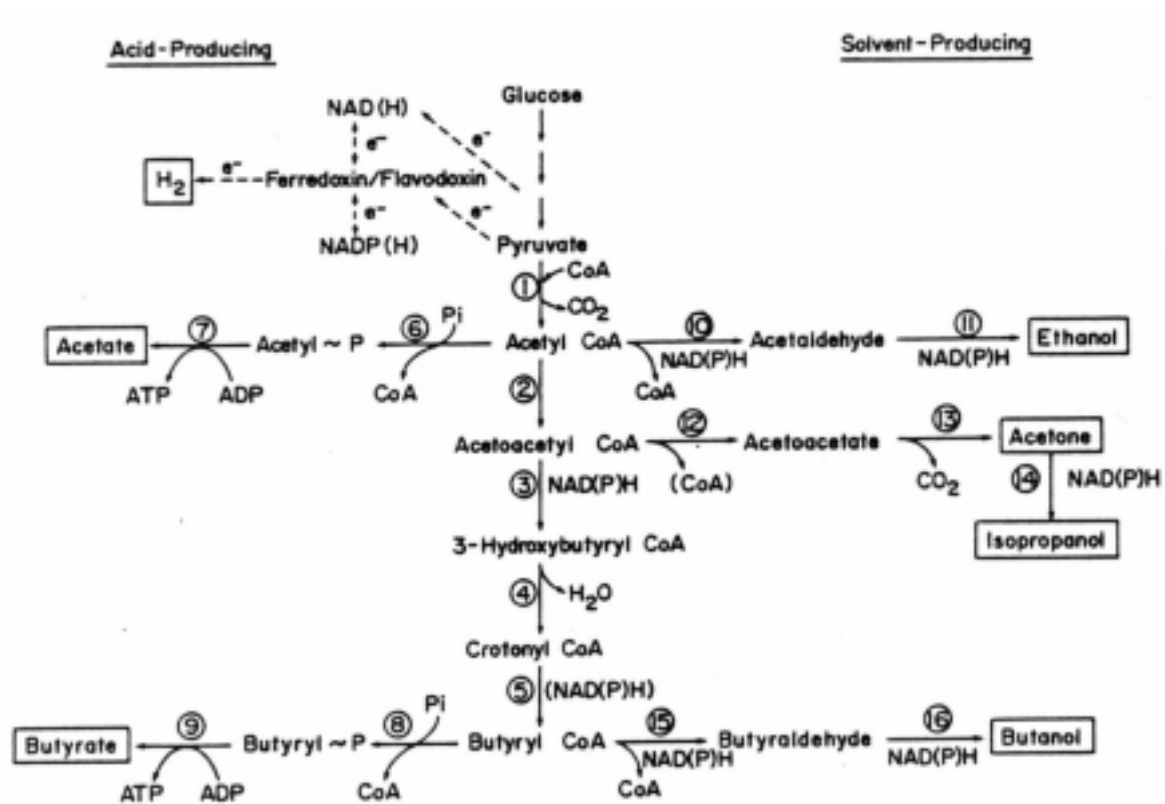 Acid-Producing
Solvent-Producing
Glucose
NAD(H)
e⁻
e⁻
H₂
e⁻
Ferredoxin/Flavodoxin
e⁻
e⁻
NADP(H)
Pyruvate
① CoA
CO₂
Acetate
⑦
Acetyl ~ P
⑥
Pi
Acetyl CoA
⑩
Acetaldehyde
⑪
Ethanol
NAD(P)H
NAD(P)H
ATP
ADP
CoA
CoA
②
Acetoacetyl CoA
⑫
Acetoacetate
⑬
Acetone
(CoA)
CO₂
⑭
NAD(P)H
③ NAD(P)H
Isopropanol
3-Hydroxybutyryl CoA
④
H₂O
Crotonyl CoA
⑤ (NAD(P)H)
Butyrate
⑨
Butyryl ~ P
⑧
Pi
Butyryl CoA
⑮
Butyraldehyde
⑯
Butanol
NAD(P)H
NAD(P)H
ATP
ADP
CoA
CoA